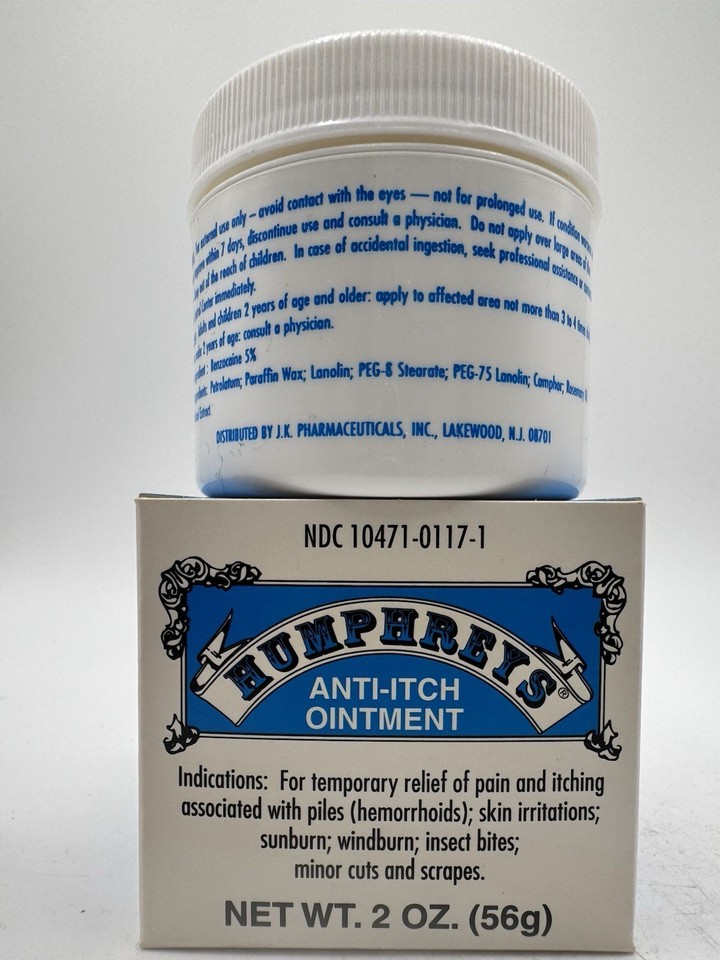 external use only – avoid contact with the eyes — not for prolonged use. If condition
within 7 days, discontinue use and consult a physician. Do not apply over large areas of
out of the reach of children. In case of accidental ingestion, seek professional assistance or
Center immediately.
Adults and children 2 years of age and older: apply to affected area not more than 3 to 4
2 years of age: consult a physician.
Benzocaine 5%
Petrolatum; Paraffin Wax; Lanolin; PEG-8 Stearate; PEG-75 Lanolin; Camphor; Rosemary
Extract.
DISTRIBUTED BY J.K. PHARMACEUTICALS, INC., LAKEWOOD, N.J. 08701
NDC 10471-0117-1
HUMPHREYS®
ANTI-ITCH
OINTMENT
Indications: For temporary relief of pain and itching
associated with piles (hemorrhoids); skin irritations;
sunburn; windburn; insect bites;
minor cuts and scrapes.
NET WT. 2 OZ. (56g)